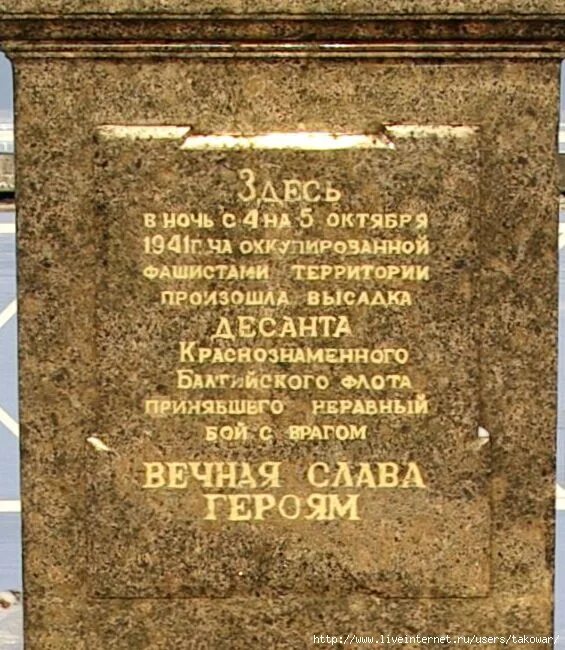 Здесь
в ночь с 4 на 5 октября
1941 г. на оккупированной
фашистами территории
произошла высадка
десанта
Краснознаменного
Балтийского флота
принявшего неравный
бой с врагом
Вечная слава
героям
http://www.liveinternet.ru/users/takowar/